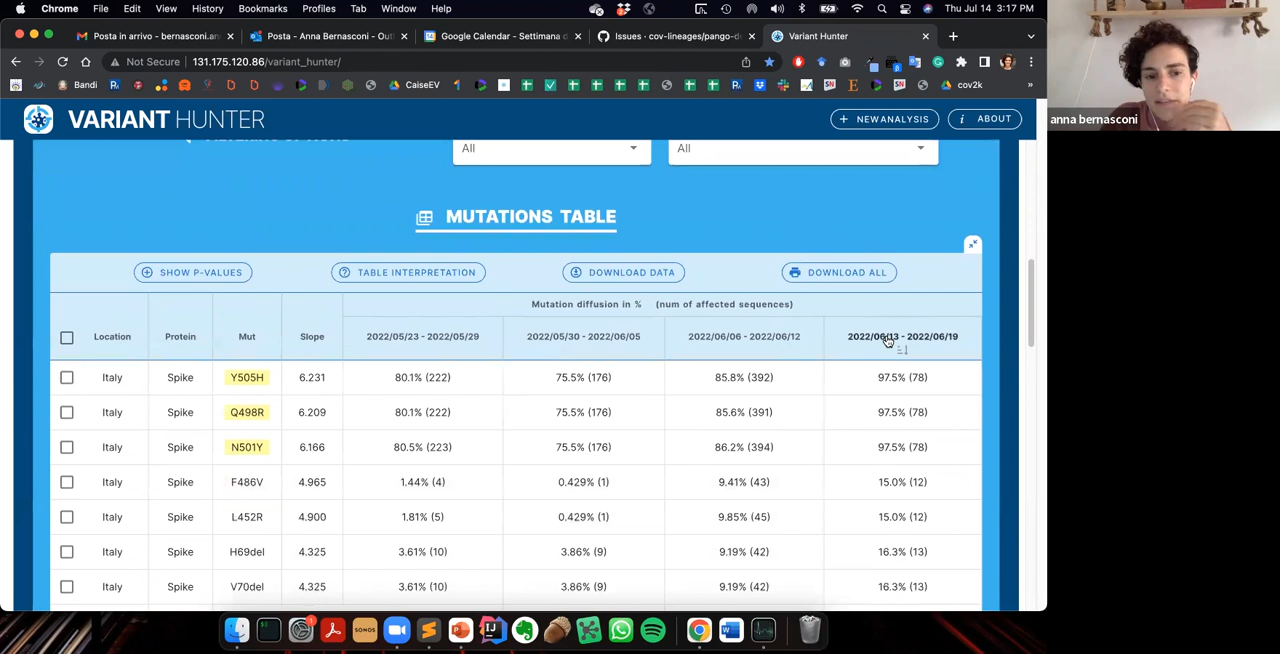 Chrome File Edit View History Bookmarks Profiles Tab Window Help Thu Jul 14 3:17 PM
Posta in arrivo - bernasconi.an Posta - Anna Bernasconi - Out Google Calendar - Settimana d Issues · cov-lineages/pango-de Variant Hunter
Not Secure 131.175.120.86/variant_hunter/
Bandi CaiseEV cov2k
anna bernasconi
VARIANT HUNTER NEW ANALYSIS ABOUT
All All
MUTATIONS TABLE
SHOW P-VALUES TABLE INTERPRETATION DOWNLOAD DATA DOWNLOAD ALL
Mutation diffusion in % (num of affected sequences)
Location Protein Mut Slope 2022/05/23 - 2022/05/29 2022/05/30 - 2022/06/05 2022/06/06 - 2022/06/12 2022/06/13 - 2022/06/19
Italy Spike Y505H 6.231 80.1% (222) 75.5% (176) 85.8% (392) 97.5% (78)
Italy Spike Q498R 6.209 80.1% (222) 75.5% (176) 85.6% (391) 97.5% (78)
Italy Spike N501Y 6.166 80.5% (223) 75.5% (176) 86.2% (394) 97.5% (78)
Italy Spike F486V 4.965 1.44% (4) 0.429% (1) 9.41% (43) 15.0% (12)
Italy Spike L452R 4.900 1.81% (5) 0.429% (1) 9.85% (45) 15.0% (12)
Italy Spike H69del 4.325 3.61% (10) 3.86% (9) 9.19% (42) 16.3% (13)
Italy Spike V70del 4.325 3.61% (10) 3.86% (9) 9.19% (42) 16.3% (13)
SONOS